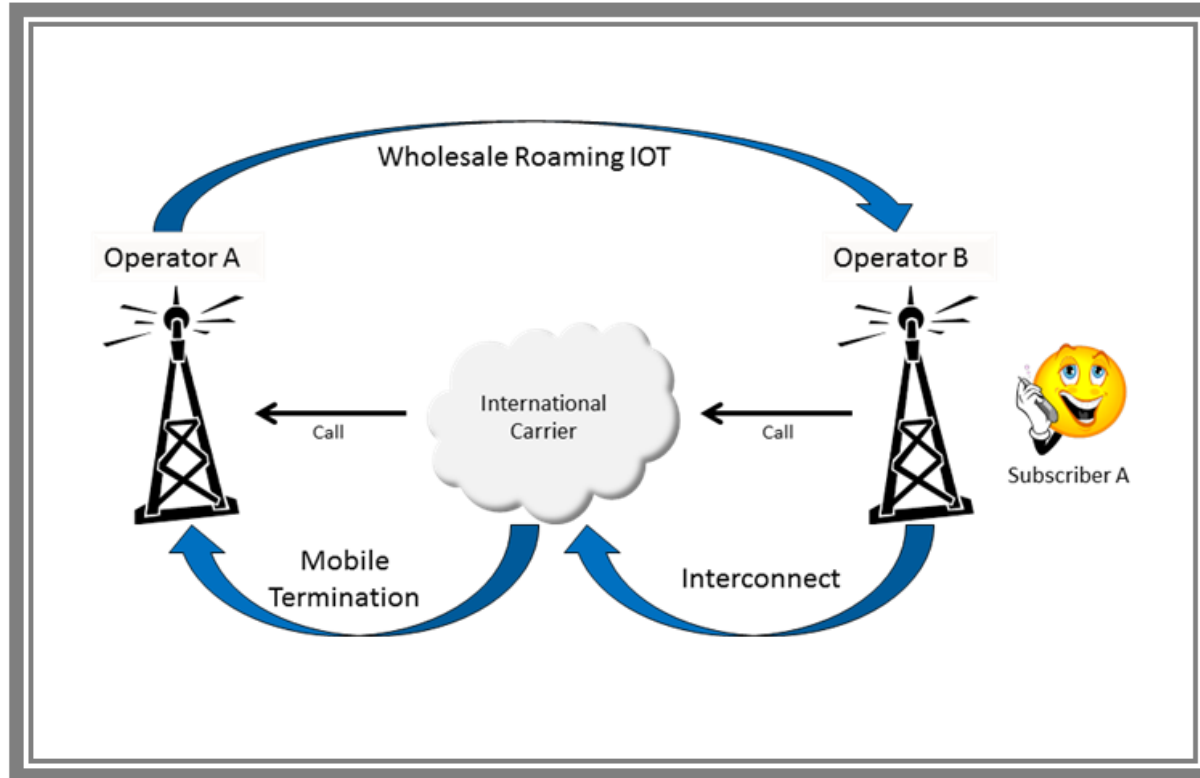 Wholesale Roaming IOT
Operator A
Operator B
International
Carrier
Call
Call
Subscriber A
Mobile
Termination
Interconnect